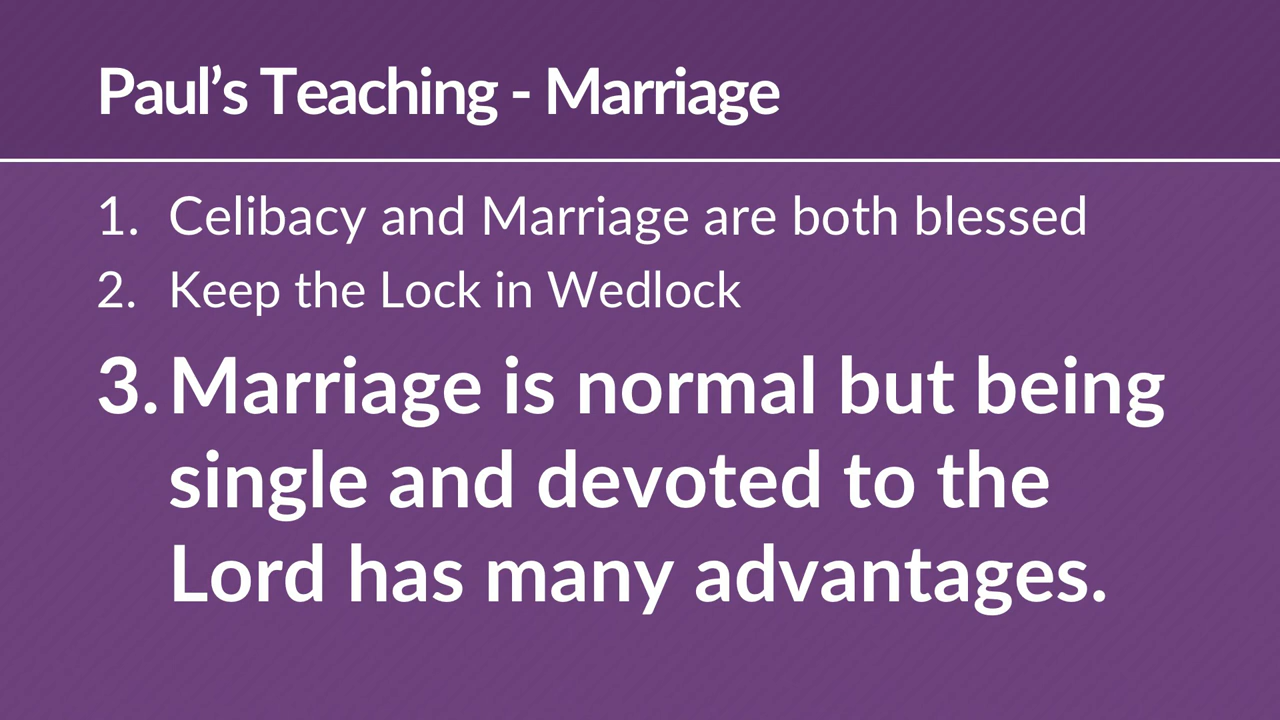 Paul’s Teaching - Marriage
1. Celibacy and Marriage are both blessed
2. Keep the Lock in Wedlock
3. Marriage is normal but being
single and devoted to the
Lord has many advantages.